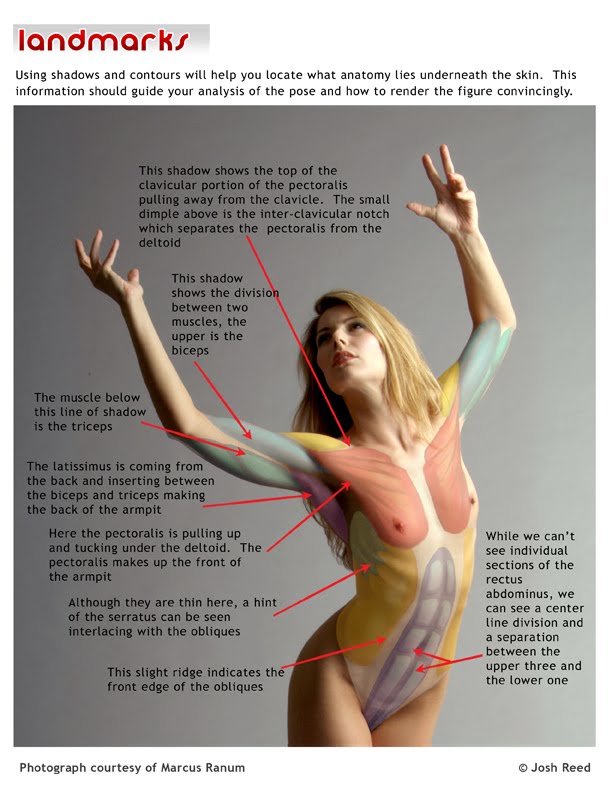 landmarks
Using shadows and contours will help you locate what anatomy lies underneath the skin.  This
information should guide your analysis of the pose and how to render the figure convincingly.
This shadow shows the top of the
clavicular portion of the pectoralis
pulling away from the clavicle.  The small
dimple above is the inter-clavicular notch
which separates the  pectoralis from the
deltoid
This shadow
shows the division
between two
muscles, the
upper is the
biceps
The muscle below
this line of shadow
is the triceps
The latissimus is coming from
the back and inserting between
the biceps and triceps making
the back of the armpit
Here the pectoralis is pulling up
and tucking under the deltoid.  The
pectoralis makes up the front of
the armpit
Although they are thin here, a hint
of the serratus can be seen
interlacing with the obliques
This slight ridge indicates the
front edge of the obliques
While we can't
see individual
sections of the
rectus
abdominus, we
can see a center
line division and
a separation
between the
upper three and
the lower one
Photograph courtesy of Marcus Ranum
© Josh Reed